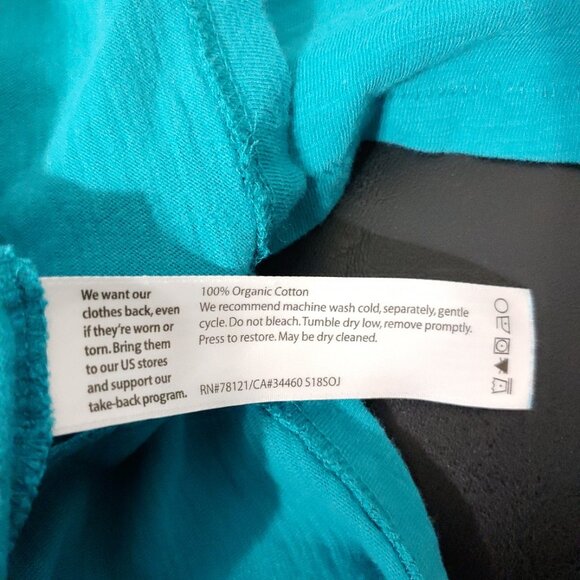 We want our
clothes back, even
if they're worn or
torn. Bring them
to our US stores
and support our
take-back program.
100% Organic Cotton
We recommend machine wash cold, separately, gentle
cycle. Do not bleach. Tumble dry low, remove promptly.
Press to restore. May be dry cleaned.
RN#78121/CA#34460 S18SOJ